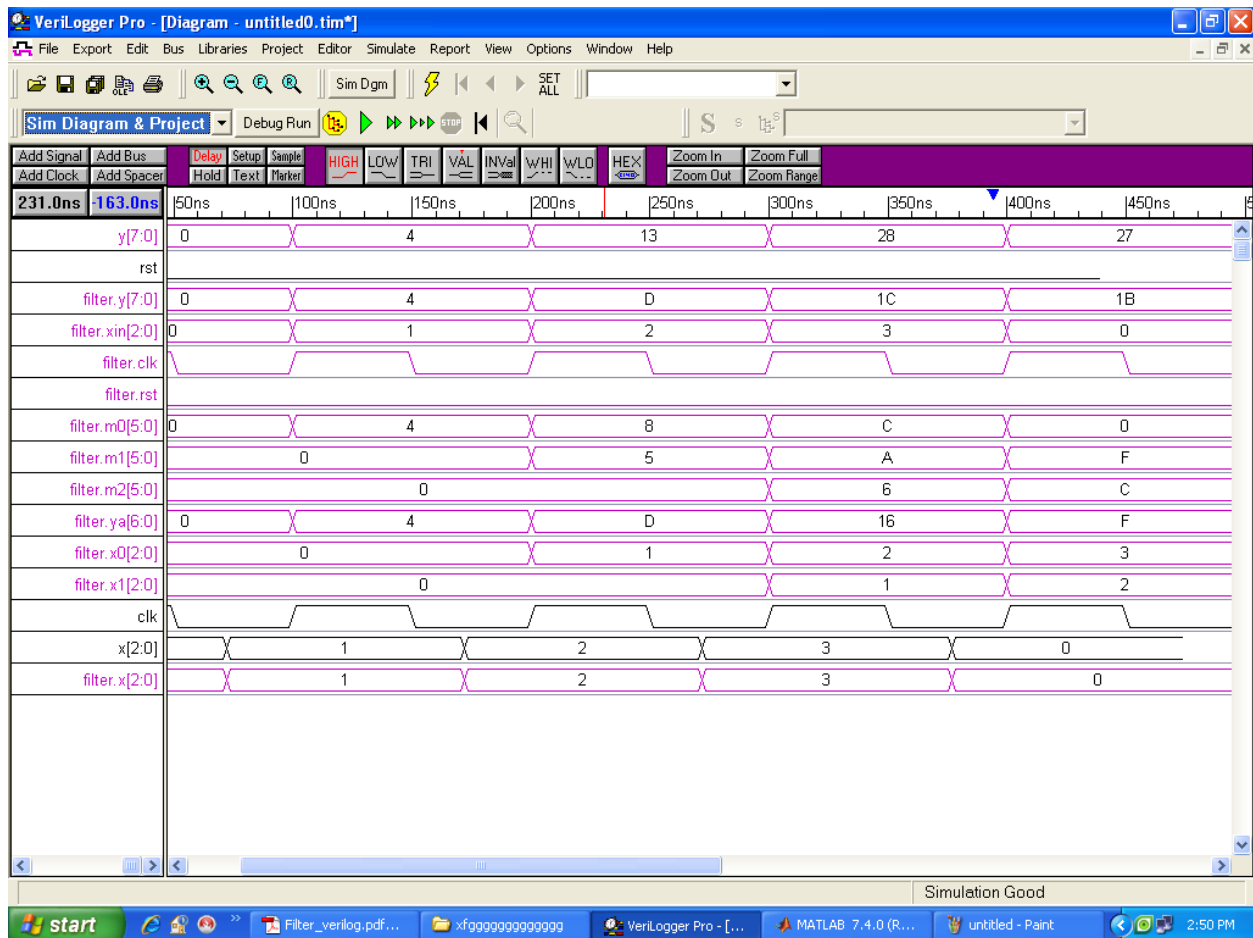 VeriLogger Pro - [Diagram - untitled0.tim*]
File Export Edit Bus Libraries Project Editor Simulate Report View Options Window Help
OLE Sim Dgm SET ALL
Sim Diagram & Project Debug Run STOP S s S
Add Signal Add Bus Delay Setup Sample HIGH LOW TRI VAL INVal WHI WLO HEX Zoom In Zoom Full
Add Clock Add Spacer Hold Text Marker Zoom Out Zoom Range
231.0ns -163.0ns 50ns 100ns 150ns 200ns 250ns 300ns 350ns 400ns 450ns
y[7:0] 0 4 13 28 27
rst
filter.y[7:0] 0 4 D 1C 1B
filter.xin[2:0] 0 1 2 3 0
filter.clk
filter.rst
filter.m0[5:0] 0 4 8 C 0
filter.m1[5:0] 0 5 A F
filter.m2[5:0] 0 6 C
filter.ya[6:0] 0 4 D 16 F
filter.x0[2:0] 0 1 2 3
filter.x1[2:0] 0 1 2
clk
x[2:0] 1 2 3 0
filter.x[2:0] 1 2 3 0
Simulation Good
start Filter_verilog.pdf... xfggggggggggggg VeriLogger Pro - [... MATLAB 7.4.0 (R... untitled - Paint 2:50 PM